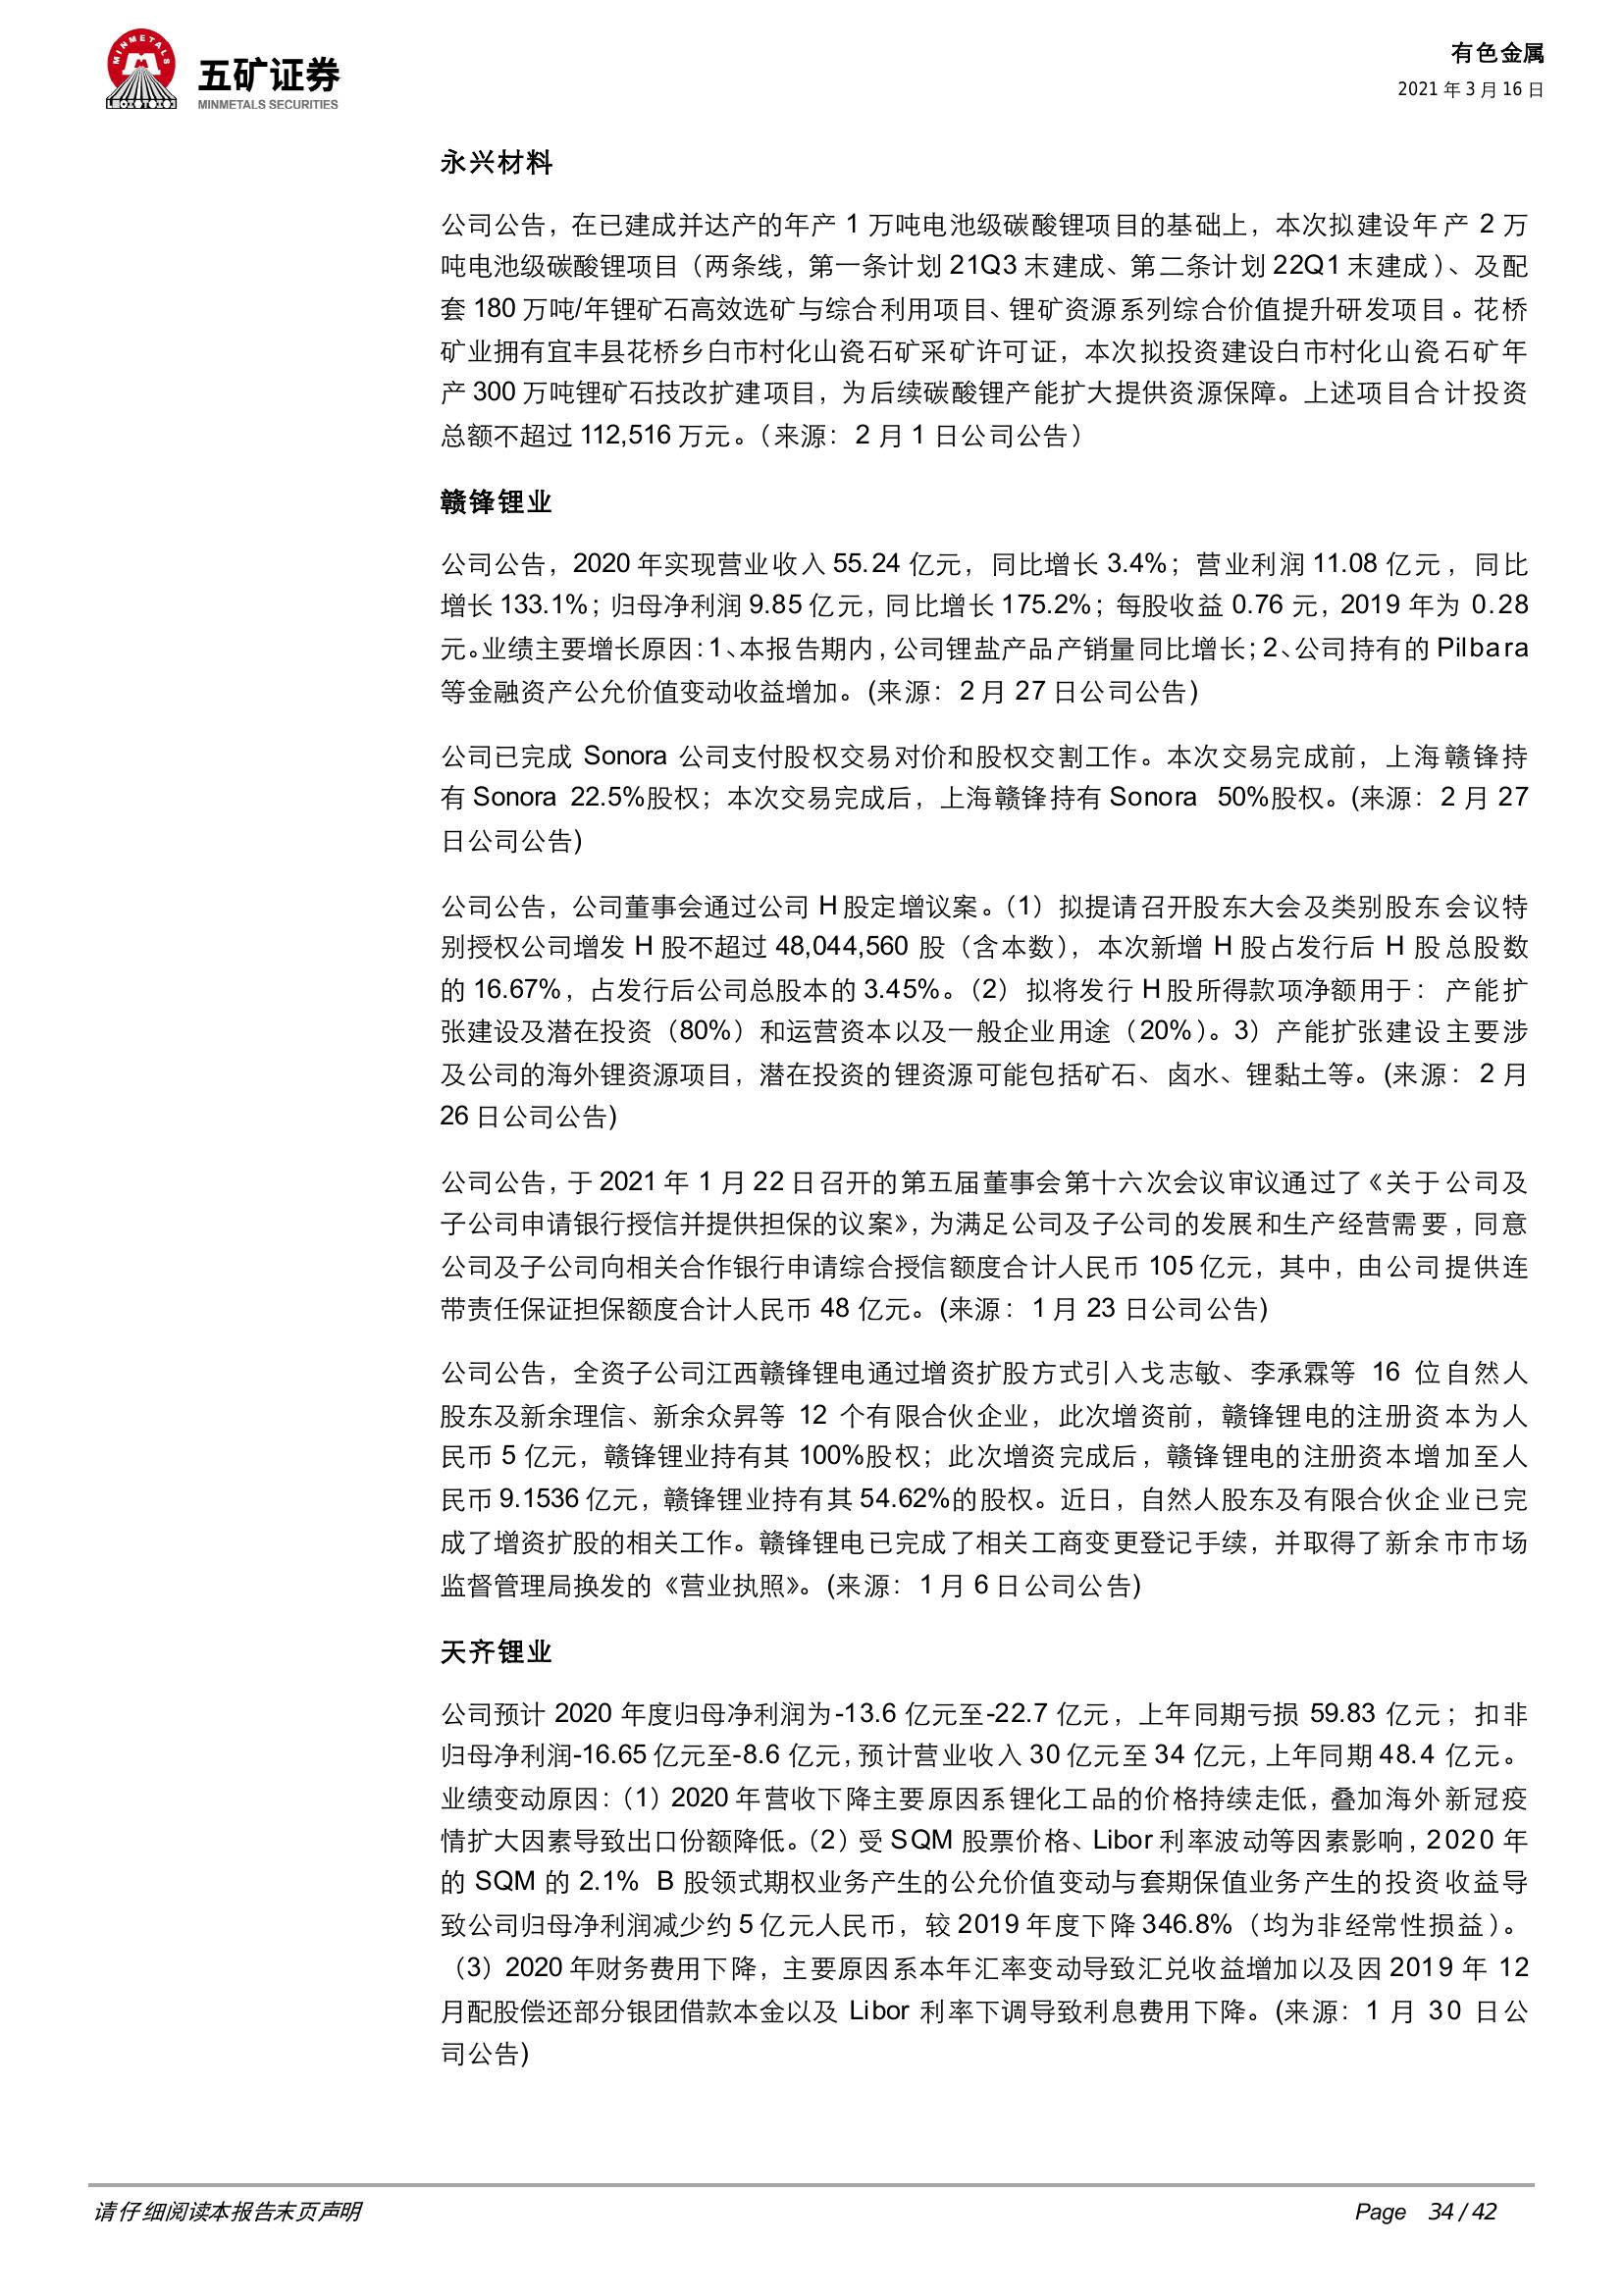 MINMETALS
五矿证券
MINMETALS SECURITIES
有色金属
2021 年 3 月 16 日
永兴材料
公司公告，在已建成并达产的年产 1 万吨电池级碳酸锂项目的基础上，本次拟建设年产 2 万
吨电池级碳酸锂项目（两条线，第一条计划 21Q3 末建成、第二条计划 22Q1 末建成）、及配
套 180 万吨/年锂矿石高效选矿与综合利用项目、锂矿资源系列综合价值提升研发项目。花桥
矿业拥有宜丰县花桥乡白市村化山瓷石矿采矿许可证，本次拟投资建设白市村化山瓷石矿年
产 300 万吨锂矿石技改扩建项目，为后续碳酸锂产能扩大提供资源保障。上述项目合计投资
总额不超过 112,516 万元。（来源：2 月 1 日公司公告）
赣锋锂业
公司公告，2020 年实现营业收入 55.24 亿元，同比增长 3.4%；营业利润 11.08 亿元，同比
增长 133.1%；归母净利润 9.85 亿元，同比增长 175.2%；每股收益 0.76 元，2019 年为 0.28
元。业绩主要增长原因：1、本报告期内，公司锂盐产品产销量同比增长；2、公司持有的 Pilbara
等金融资产公允价值变动收益增加。(来源：2 月 27 日公司公告)
公司已完成 Sonora 公司支付股权交易对价和股权交割工作。本次交易完成前，上海赣锋持
有 Sonora 22.5%股权；本次交易完成后，上海赣锋持有 Sonora 50%股权。(来源：2 月 27
日公司公告)
公司公告，公司董事会通过公司 H 股定增议案。（1）拟提请召开股东大会及类别股东会议特
别授权公司增发 H 股不超过 48,044,560 股（含本数），本次新增 H 股占发行后 H 股总股数
的 16.67%，占发行后公司总股本的 3.45%。（2）拟将发行 H 股所得款项净额用于：产能扩
张建设及潜在投资（80%）和运营资本以及一般企业用途（20%）。3）产能扩张建设主要涉
及公司的海外锂资源项目，潜在投资的锂资源可能包括矿石、卤水、锂黏土等。(来源：2 月
26 日公司公告)
公司公告，于 2021 年 1 月 22 日召开的第五届董事会第十六次会议审议通过了《关于公司及
子公司申请银行授信并提供担保的议案》，为满足公司及子公司的发展和生产经营需要，同意
公司及子公司向相关合作银行申请综合授信额度合计人民币 105 亿元，其中，由公司提供连
带责任保证担保额度合计人民币 48 亿元。(来源：1 月 23 日公司公告)
公司公告，全资子公司江西赣锋锂电通过增资扩股方式引入戈志敏、李承霖等 16 位自然人
股东及新余理信、新余众昇等 12 个有限合伙企业，此次增资前，赣锋锂电的注册资本为人
民币 5 亿元，赣锋锂业持有其 100%股权；此次增资完成后，赣锋锂电的注册资本增加至人
民币 9.1536 亿元，赣锋锂业持有其 54.62%的股权。近日，自然人股东及有限合伙企业已完
成了增资扩股的相关工作。赣锋锂电已完成了相关工商变更登记手续，并取得了新余市市场
监督管理局换发的《营业执照》。(来源：1 月 6 日公司公告)
天齐锂业
公司预计 2020 年度归母净利润为-13.6 亿元至-22.7 亿元，上年同期亏损 59.83 亿元；扣非
归母净利润-16.65 亿元至-8.6 亿元，预计营业收入 30 亿元至 34 亿元，上年同期 48.4 亿元。
业绩变动原因：（1）2020 年营收下降主要原因系锂化工品的价格持续走低，叠加海外新冠疫
情扩大因素导致出口份额降低。（2）受 SQM 股票价格、Libor 利率波动等因素影响，2020 年
的 SQM 的 2.1% B 股领式期权业务产生的公允价值变动与套期保值业务产生的投资收益导
致公司归母净利润减少约 5 亿元人民币，较 2019 年度下降 346.8%（均为非经常性损益）。
（3）2020 年财务费用下降，主要原因系本年汇率变动导致汇兑收益增加以及因 2019 年 12
月配股偿还部分银团借款本金以及 Libor 利率下调导致利息费用下降。(来源：1 月 30 日公
司公告)
请仔细阅读本报告末页声明
Page 34 / 42